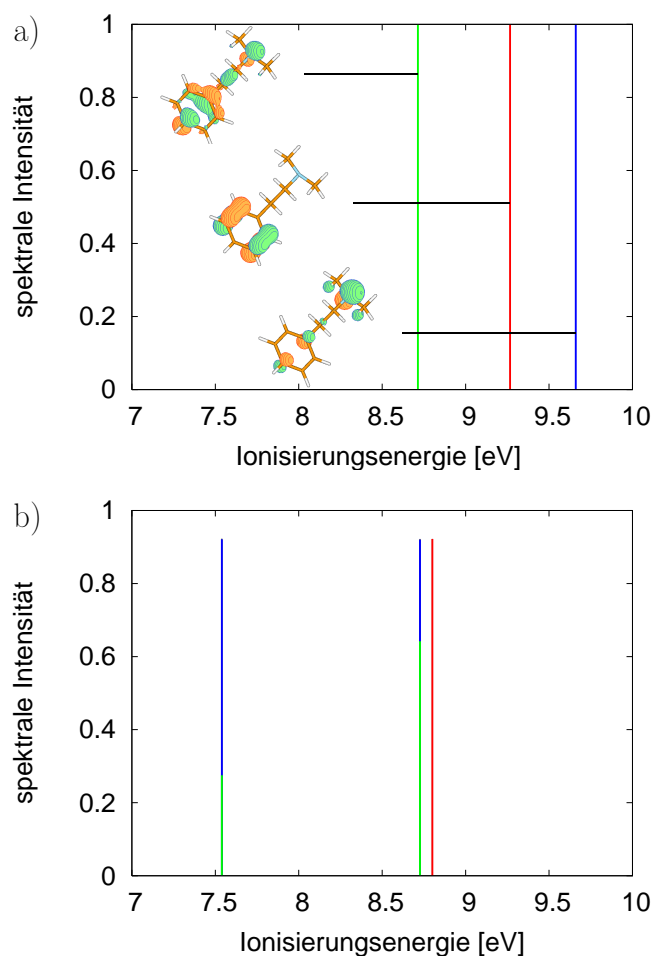 a)
spektrale Intensität
1
0.8
0.6
0.4
0.2
0
7 7.5 8 8.5 9 9.5 10
Ionisierungsenergie [eV]
b)
spektrale Intensität
1
0.8
0.6
0.4
0.2
0
7 7.5 8 8.5 9 9.5 10
Ionisierungsenergie [eV]